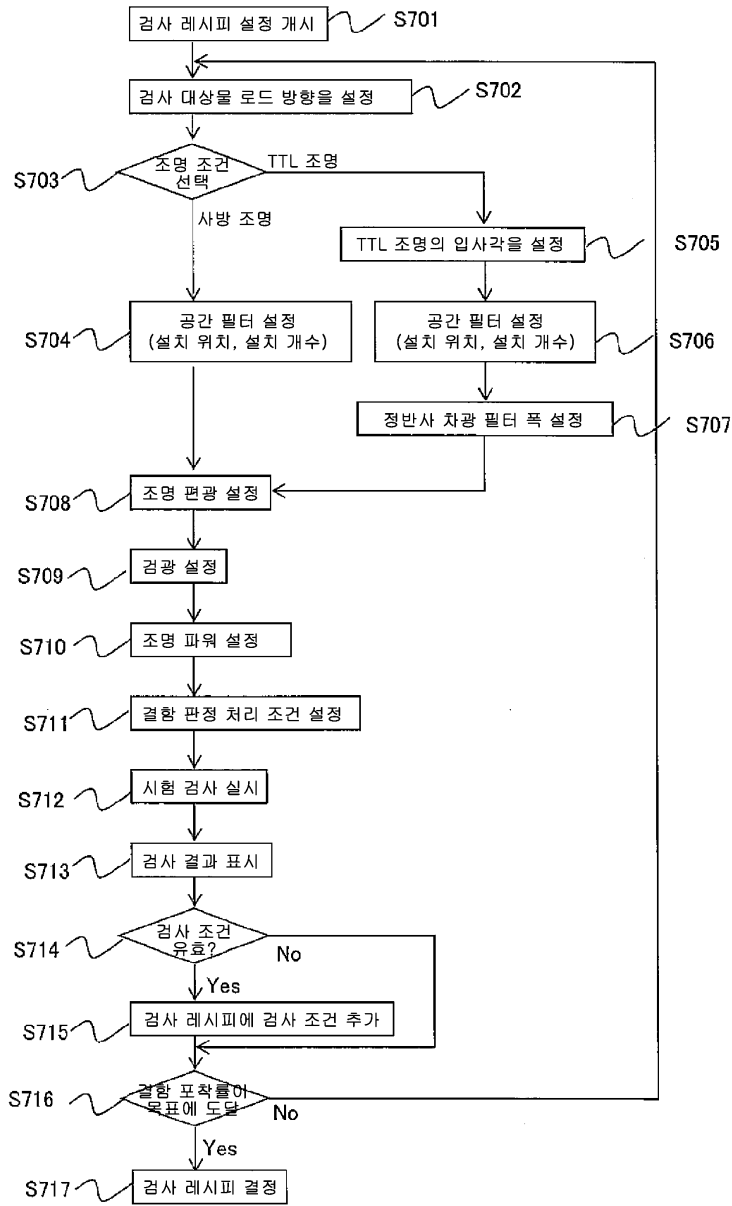 검사 레시피 설정 개시
S701
검사 대상물 로드 방향을 설정
S702
조명 조건
선택
S703
TTL 조명
사방 조명
TTL 조명의 입사각을 설정
S705
공간 필터 설정
(설치 위치, 설치 개수)
S704
공간 필터 설정
(설치 위치, 설치 개수)
S706
정반사 차광 필터 폭 설정
S707
조명 편광 설정
S708
검광 설정
S709
조명 파워 설정
S710
결함 판정 처리 조건 설정
S711
시험 검사 실시
S712
검사 결과 표시
S713
검사 조건
유효?
S714
No
Yes
검사 레시피에 검사 조건 추가
S715
결함 포착률이
목표에 도달
S716
No
Yes
검사 레시피 결정
S717